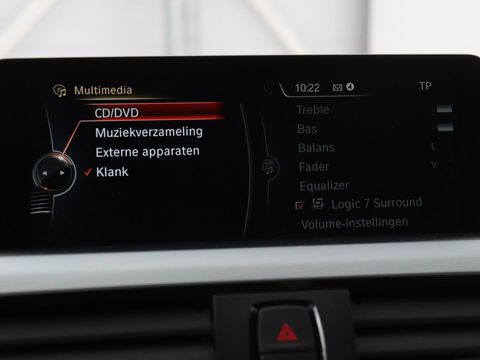 Multimedia
CD/DVD
Muziekverzameling
Externe apparaten
Klank
10:22
TP
Treble
Bas
Balans L
Fader V
Equalizer
Logic 7 Surround
Volume-instellingen